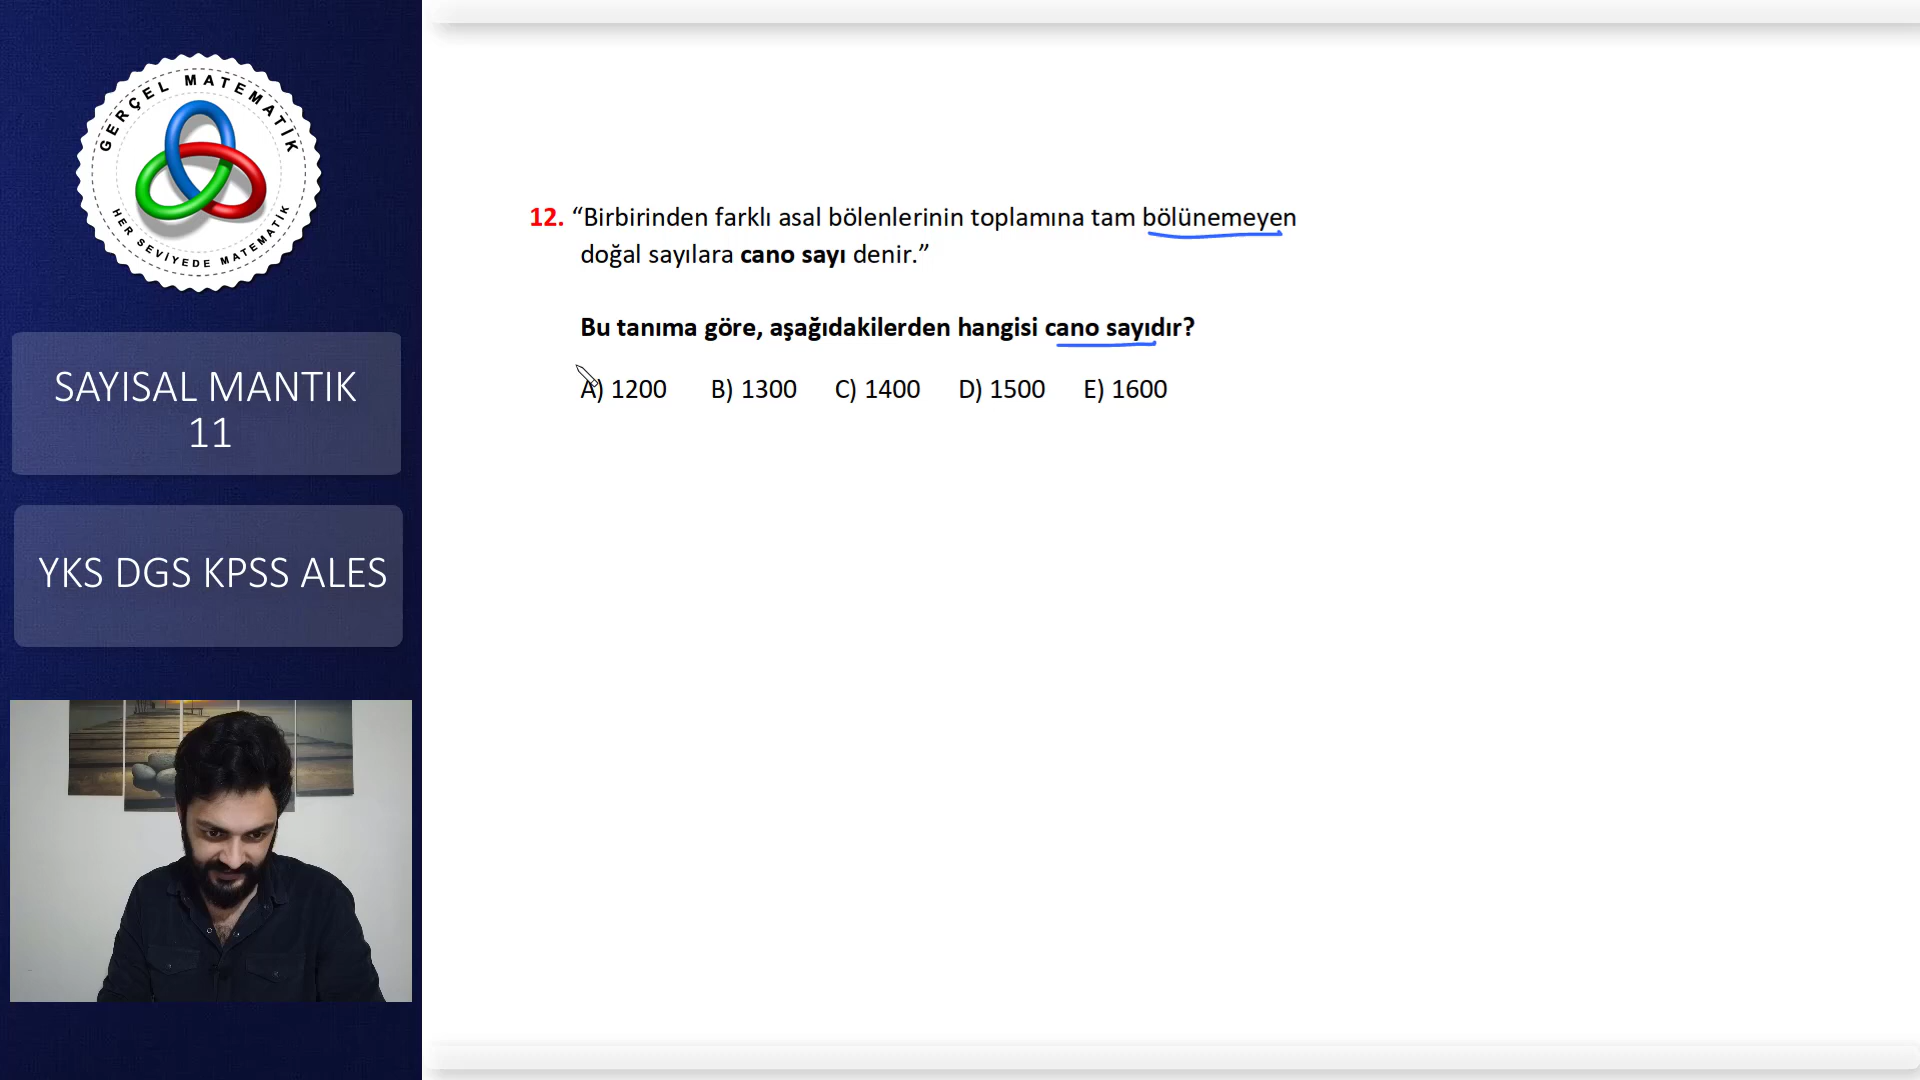 GERÇEL MATEMATİK
HER SEVİYEDE MATEMATİK
SAYISAL MANTIK
11
YKS DGS KPSS ALES
12. “Birbirinden farklı asal bölenlerinin toplamına tam bölünemeyen
doğal sayılara cano sayı denir.”
Bu tanıma göre, aşağıdakilerden hangisi cano sayıdır?
A) 1200 B) 1300 C) 1400 D) 1500 E) 1600